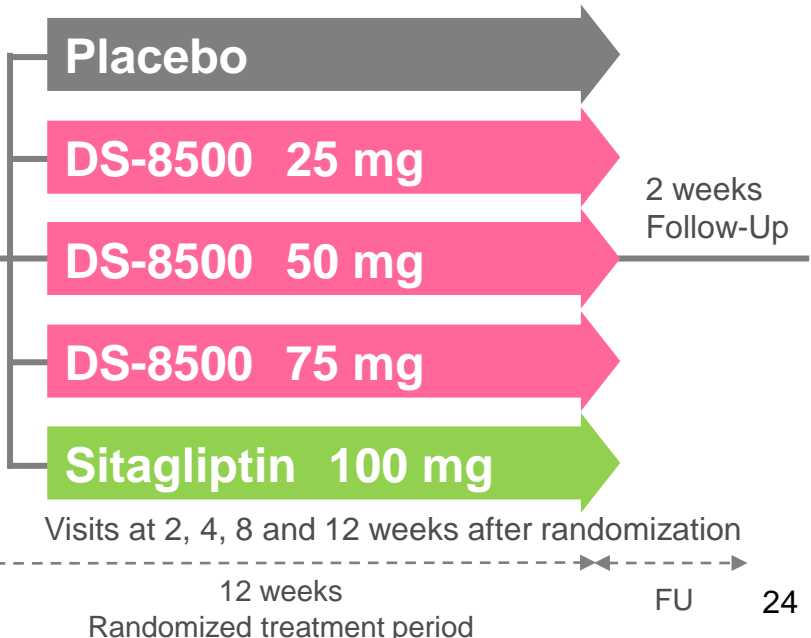 Placebo
DS-8500 25 mg
2 weeks
Follow-Up
DS-8500 50 mg
DS-8500 75 mg
Sitagliptin 100 mg
Visits at 2, 4, 8 and 12 weeks after randomization
12 weeks
Randomized treatment period
FU
24